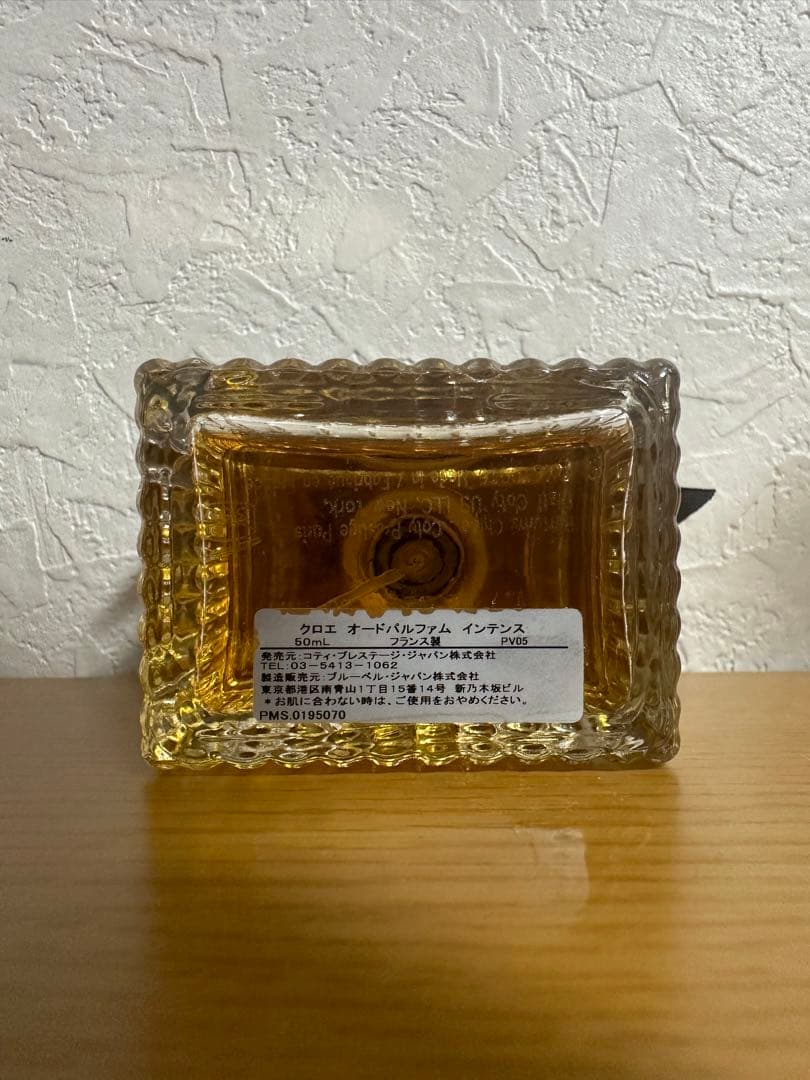 クロエ オードパルファム インテンス
50mL フランス製 PV05
発売元:コティ・プレステージ・ジャパン株式会社
TEL:03-5413-1062
製造販売元:ブルーベル・ジャパン株式会社
東京都港区南青山1丁目15番14号 新乃木坂ビル
*お肌に合わない時は、ご使用をおやめください。
PMS.0195070